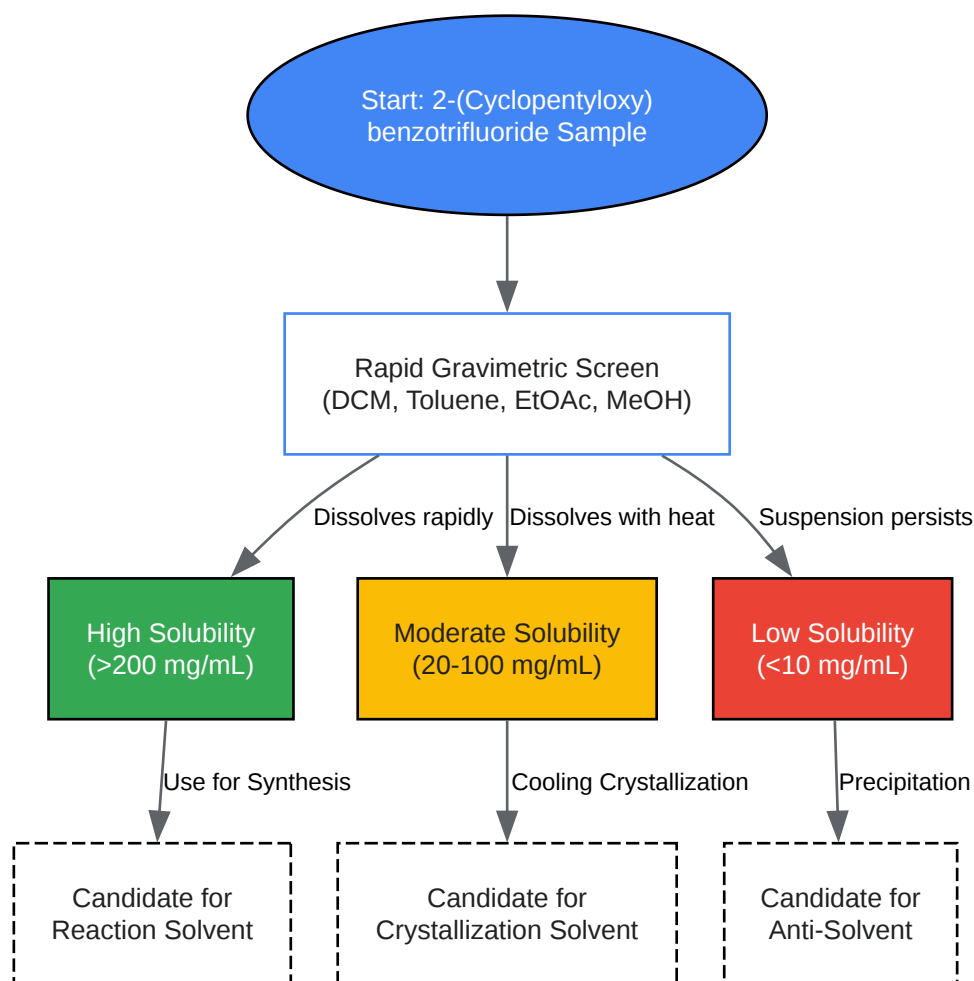 Start: 2-(Cyclopentyloxy)
benzotrifluoride Sample
Rapid Gravimetric Screen
(DCM, Toluene, EtOAc, MeOH)
Dissolves rapidly
Dissolves with heat
Suspension persists
High Solubility
(>200 mg/mL)
Moderate Solubility
(20-100 mg/mL)
Low Solubility
(<10 mg/mL)
Use for Synthesis
Cooling Crystallization
Precipitation
Candidate for
Reaction Solvent
Candidate for
Crystallization Solvent
Candidate for
Anti-Solvent